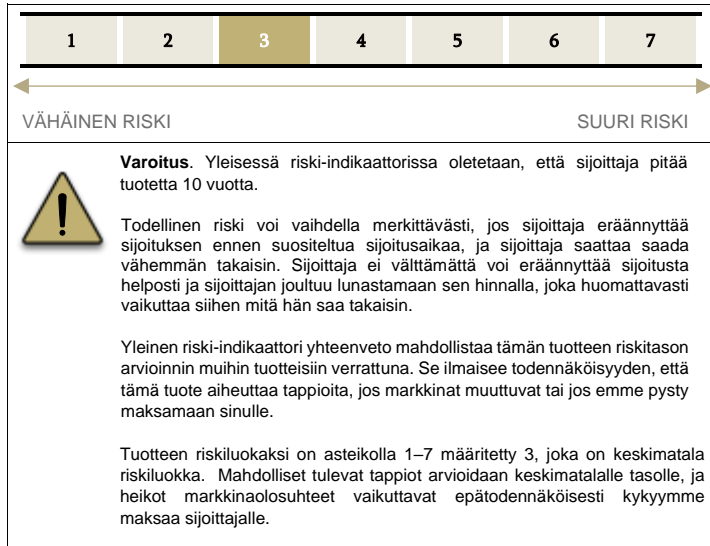 1 2 3 4 5 6 7
VÄHÄINEN RISKI SUURI RISKI
Varoitus. Yleisessä riski-indikaattorissa oletetaan, että sijoittaja pitää
tuotetta 10 vuotta.
Todellinen riski voi vaihdella merkittävästi, jos sijoittaja eräännyttää
sijoituksen ennen suositeltua sijoitusaikaa, ja sijoittaja saattaa saada
vähemmän takaisin. Sijoittaja ei välttämättä voi eräännyttää sijoitusta
helposti ja sijoittajan joultuu lunastamaan sen hinnalla, joka huomattavasti
vaikuttaa siihen mitä hän saa takaisin.
Yleinen riski-indikaattori yhteenveto mahdollistaa tämän tuotteen riskitason
arvioinnin muihin tuotteisiin verrattuna. Se ilmaisee todennäköisyyden, että
tämä tuote aiheuttaa tappioita, jos markkinat muuttuvat tai jos emme pysty
maksamaan sinulle.
Tuotteen riskiluokaksi on asteikolla 1–7 määritetty 3, joka on keskimatala
riskiluokka. Mahdolliset tulevat tappiot arvioidaan keskimatalalle tasolle, ja
heikot markkinaolosuhteet vaikuttavat epätodennäköisesti kykyymme
maksaa sijoittajalle.